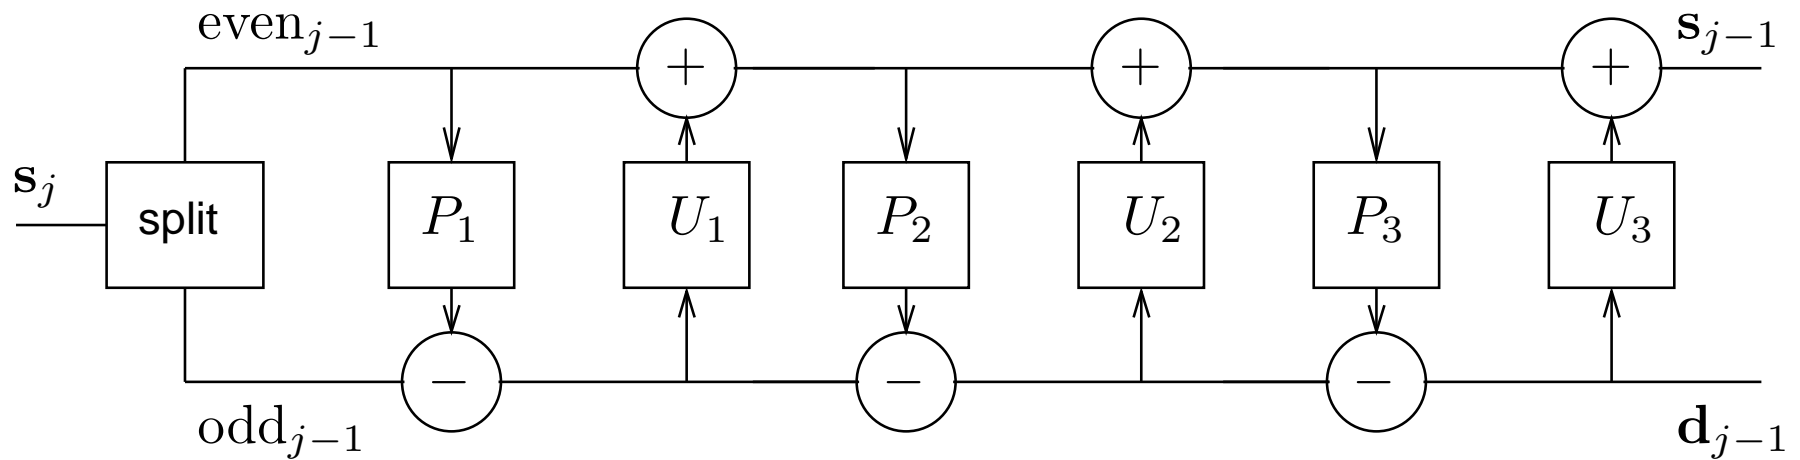 even_{j−1}
+ + +
s_{j−1}
s_j
split P_1 U_1 P_2 U_2 P_3 U_3
− − −
odd_{j−1}
d_{j−1}